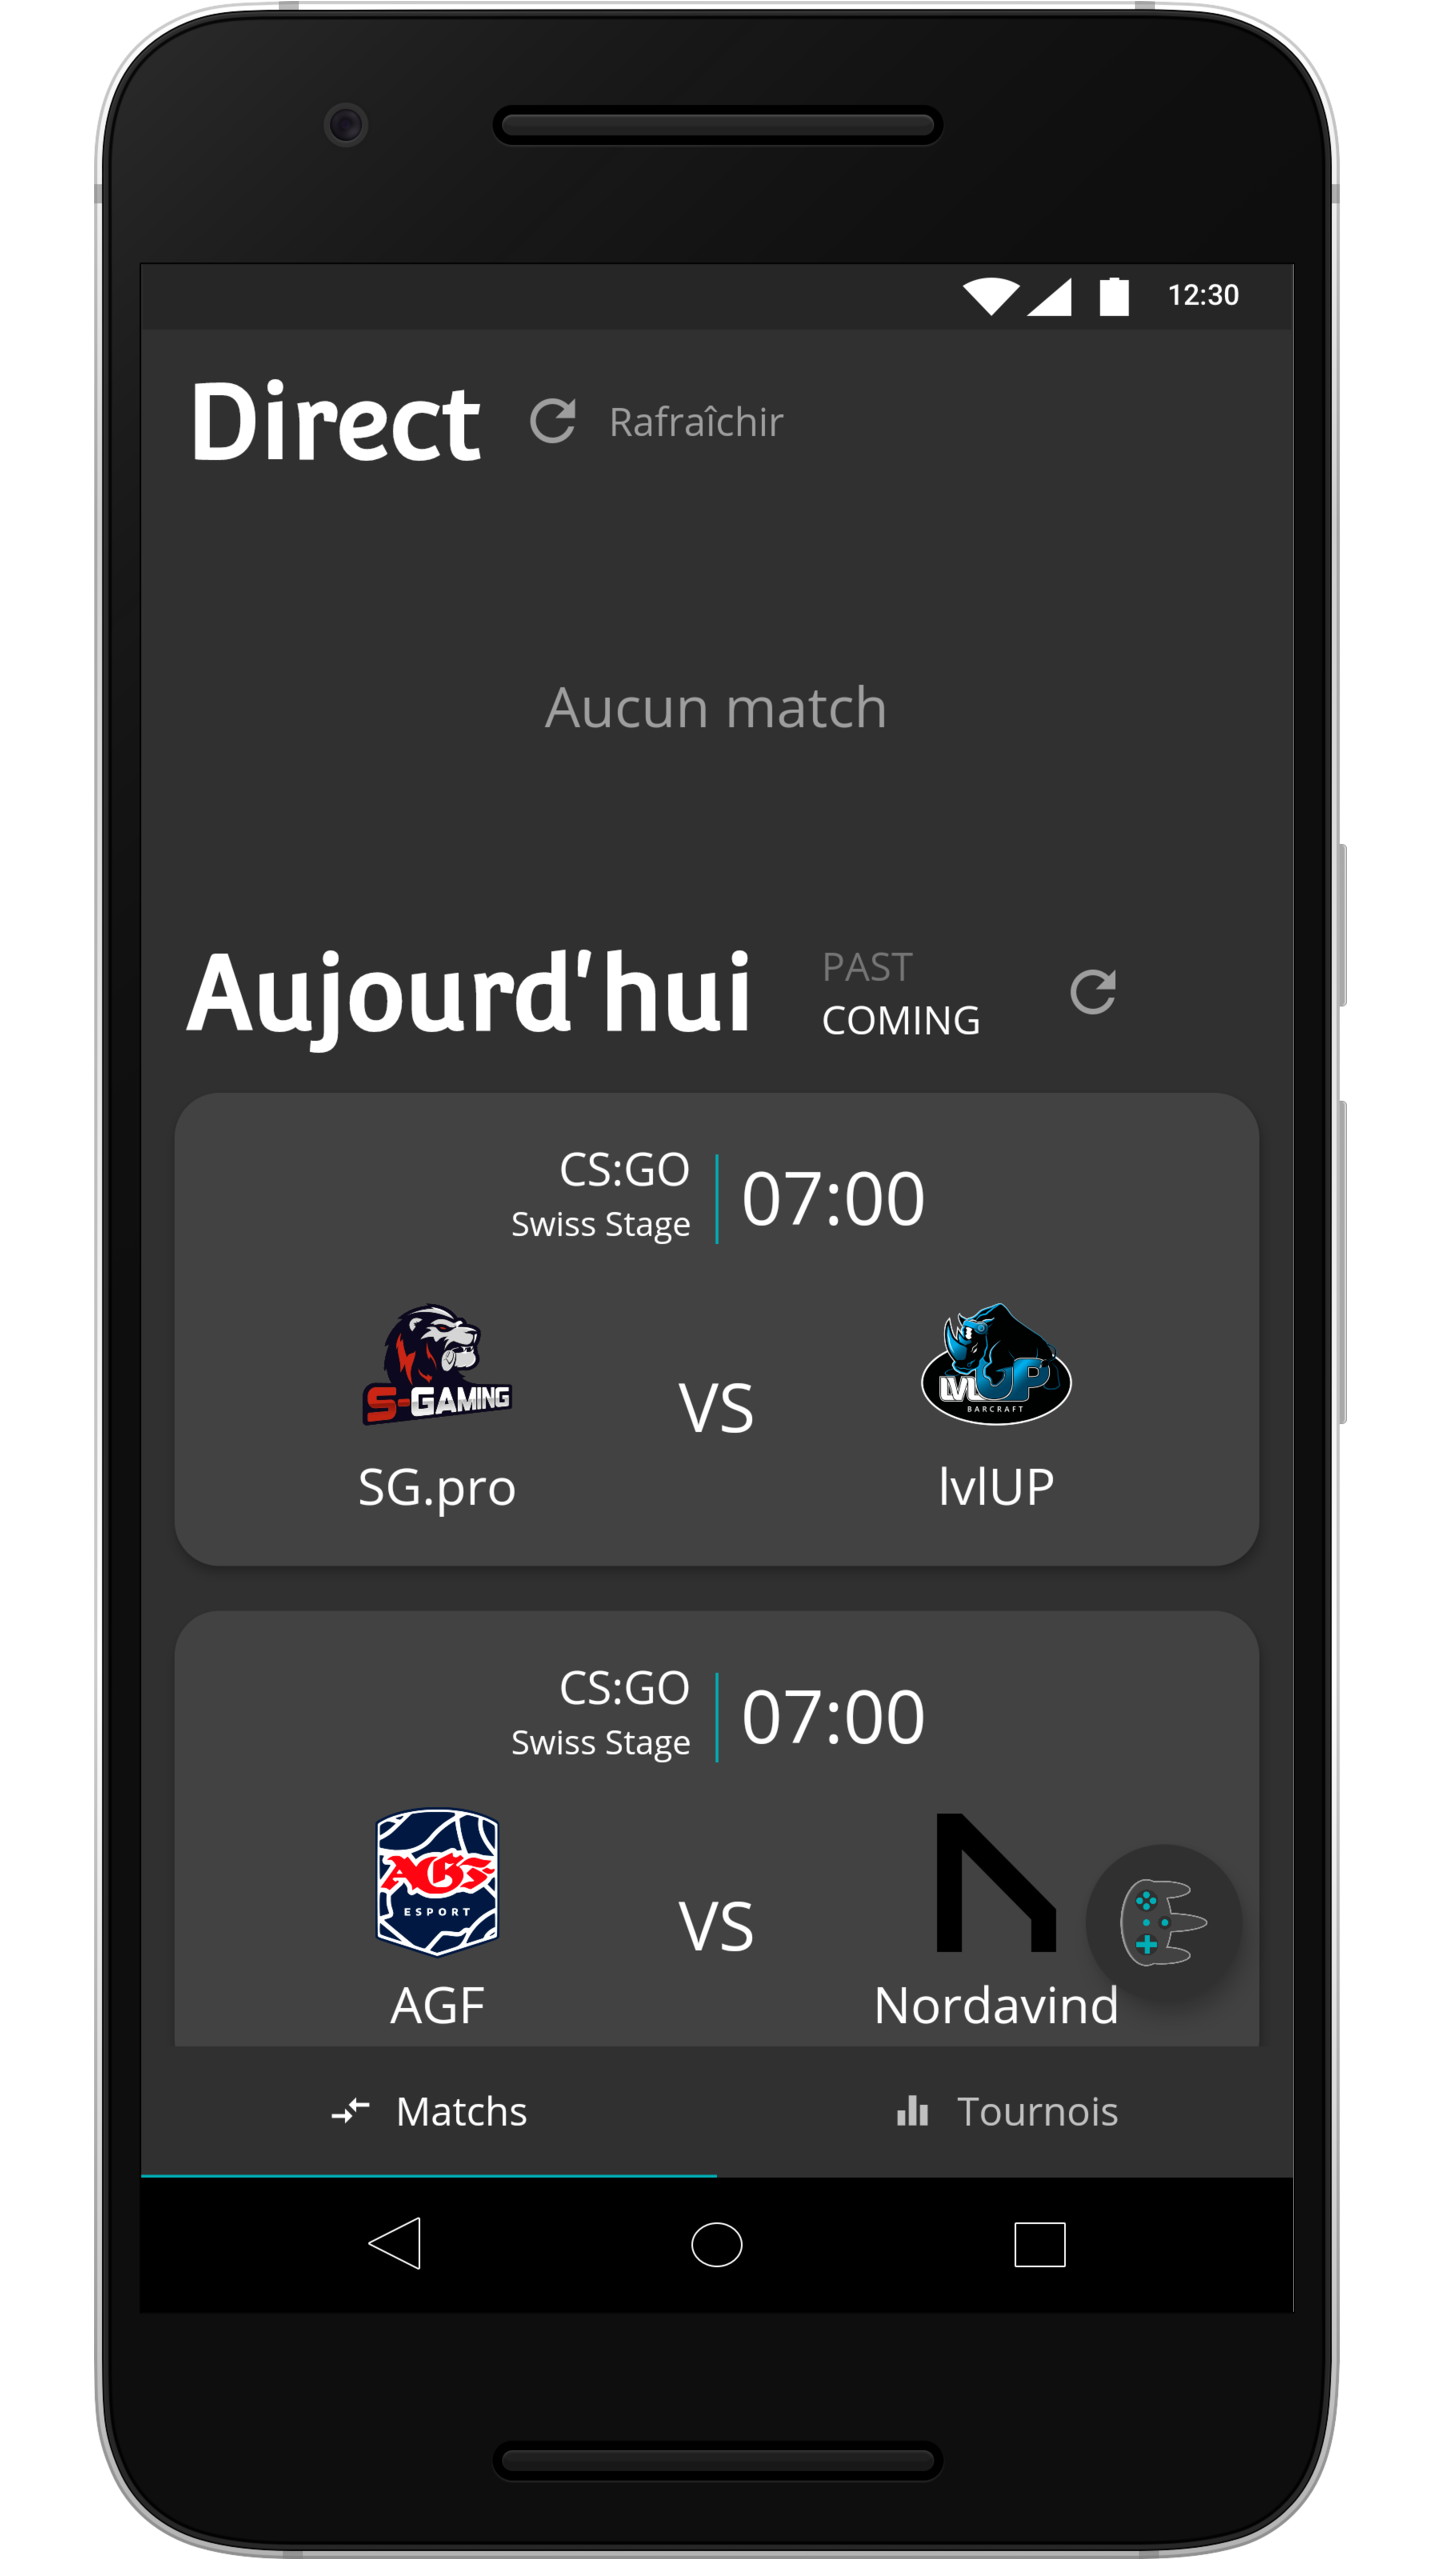 12:30
Direct
Rafraîchir
Aucun match
Aujourd'hui
PAST
COMING
CS:GO
Swiss Stage
07:00
S-GAMING
VS
lvlUP
BARCRAFT
SG.pro
lvlUP
CS:GO
Swiss Stage
07:00
AGF
ESPORT
VS
AGF
Nordavind
Matchs
Tournois